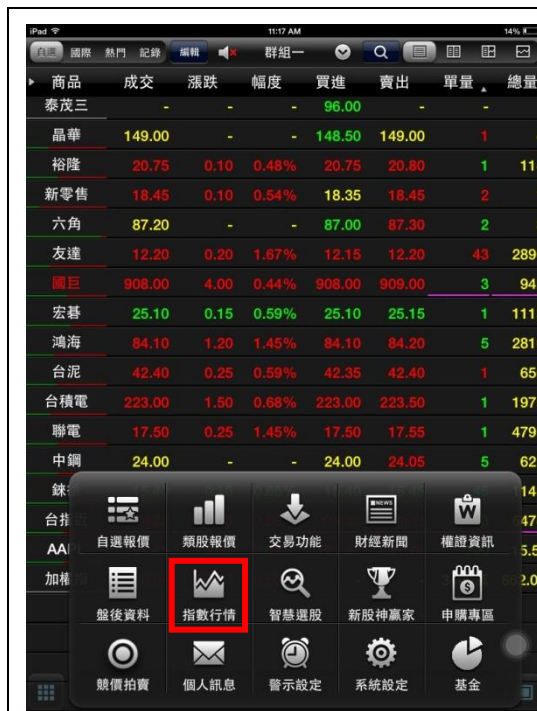 iPad 11:17 AM 14%
自選 國際 熱門 記錄 編輯 群組一
商品 成交 漲跌 幅度 買進 賣出 單量 總量
泰茂三 - - - 96.00 - -
晶華 149.00 - - 148.50 149.00 1
裕隆 20.75 0.10 0.48% 20.75 20.80 1 11
新零售 18.45 0.10 0.54% 18.35 18.45 2
六角 87.20 - - 87.00 87.30 2
友達 12.20 0.20 1.67% 12.15 12.20 43 289
國巨 908.00 4.00 0.44% 908.00 909.00 3 94
宏碁 25.10 0.15 0.59% 25.10 25.15 1 111
鴻海 84.10 1.20 1.45% 84.10 84.20 5 281
台泥 42.40 0.25 0.59% 42.35 42.40 1 65
台積電 223.00 1.50 0.68% 223.00 223.50 1 197
聯電 17.50 0.25 1.45% 17.50 17.55 1 479
中鋼 24.00 - - 24.00 24.05 5 62
14
台指 47
AAP 5.5
加權 2.0
NEWS W
自選報價 類股報價 交易功能 財經新聞 權證資訊
盤後資料 指數行情 智慧選股 新股神贏家 申購專區
競價拍賣 個人訊息 警示設定 系統設定 基金